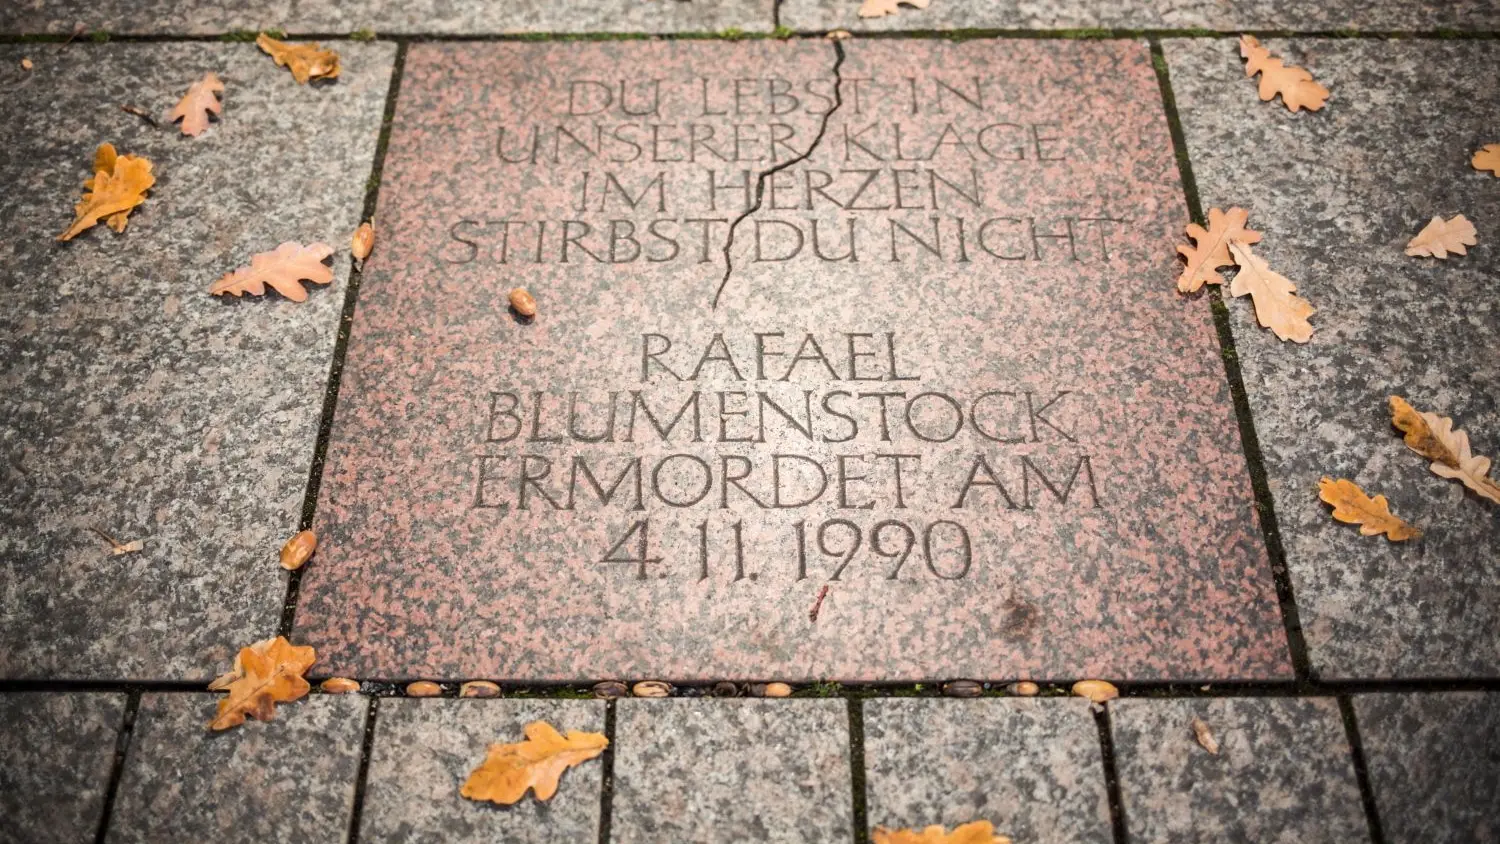 DU LEBST IN
UNSERER KLAGE
IM HERZEN
STIRBST DU NICHT
RAFAEL
BLUMENSTOCK
ERMORDET AM
4. 11. 1990